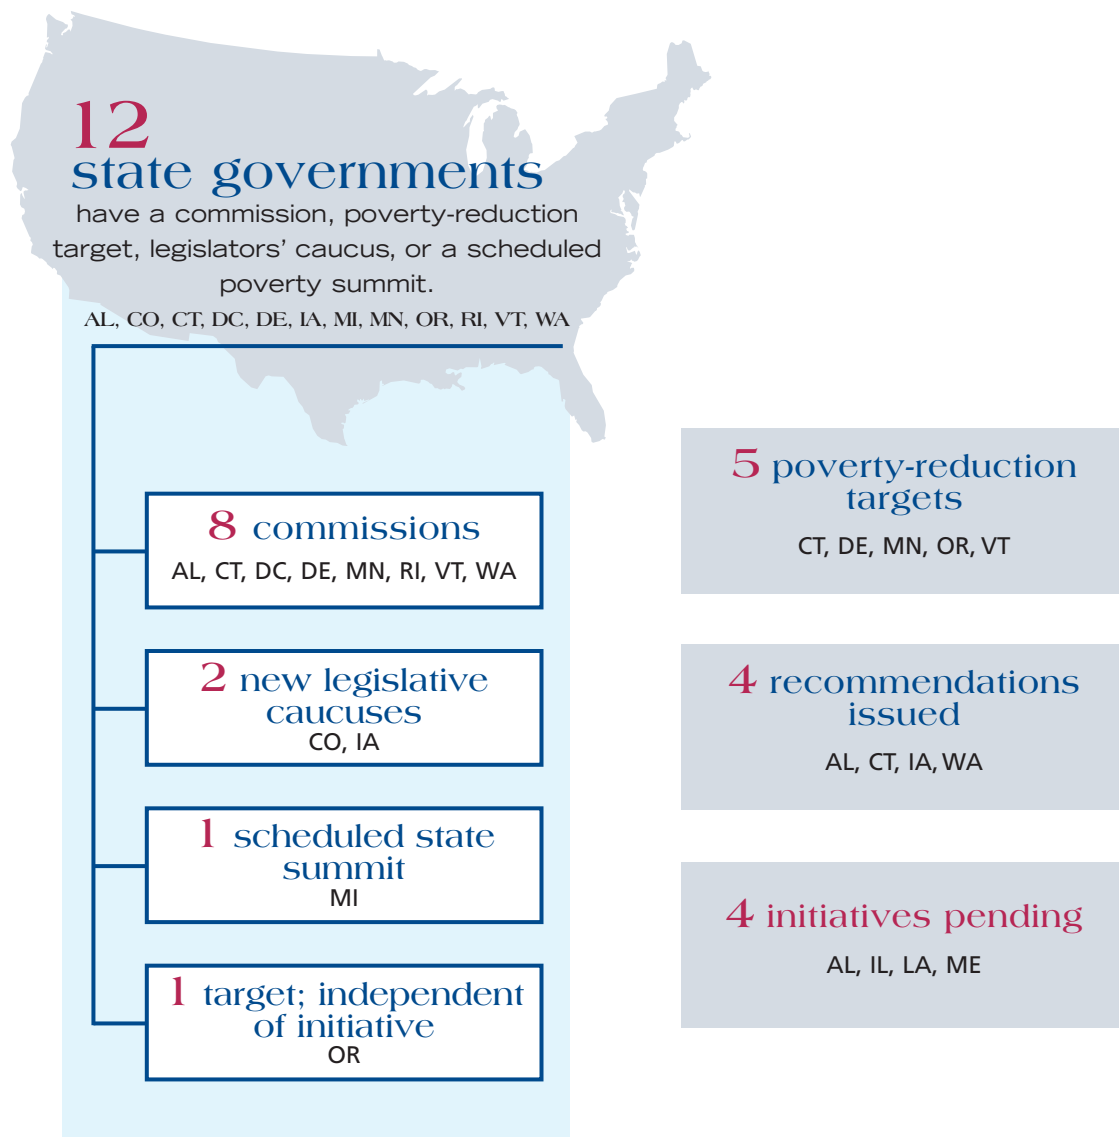 12
state governments
have a commission, poverty-reduction
target, legislators’ caucus, or a scheduled
poverty summit.
AL, CO, CT, DC, DE, IA, MI, MN, OR, RI, VT, WA
8 commissions
AL, CT, DC, DE, MN, RI, VT, WA
2 new legislative
caucuses
CO, IA
1 scheduled state
summit
MI
1 target; independent
of initiative
OR
5 poverty-reduction
targets
CT, DE, MN, OR, VT
4 recommendations
issued
AL, CT, IA, WA
4 initiatives pending
AL, IL, LA, ME